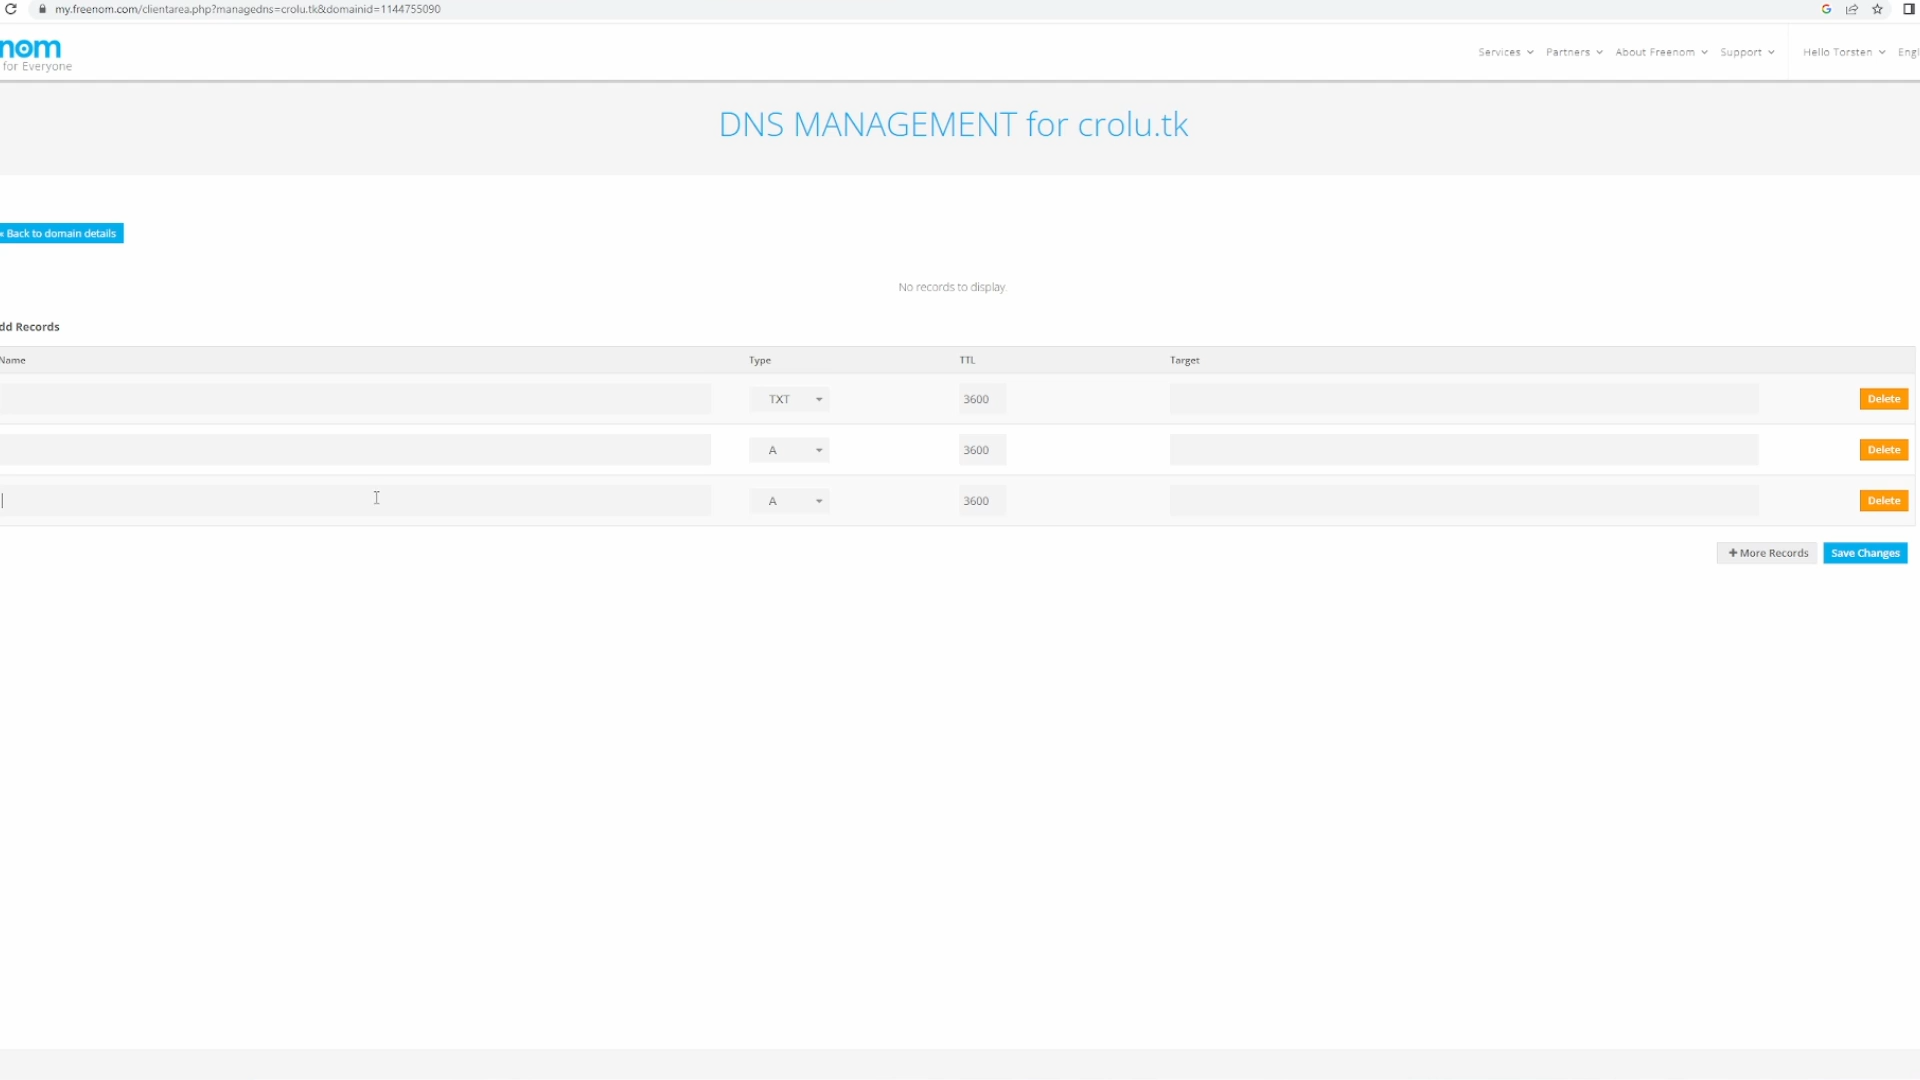 my.freenom.com/clientarea.php?managedns=crolu.tk&domainid=1144755090
nom
for Everyone
Services
Partners
About Freenom
Support
Hello Torsten
Engl
DNS MANAGEMENT for crolu.tk
« Back to domain details
No records to display.
dd Records
Name Type TTL Target
TXT 3600 Delete
A 3600 Delete
A 3600 Delete
+ More Records Save Changes